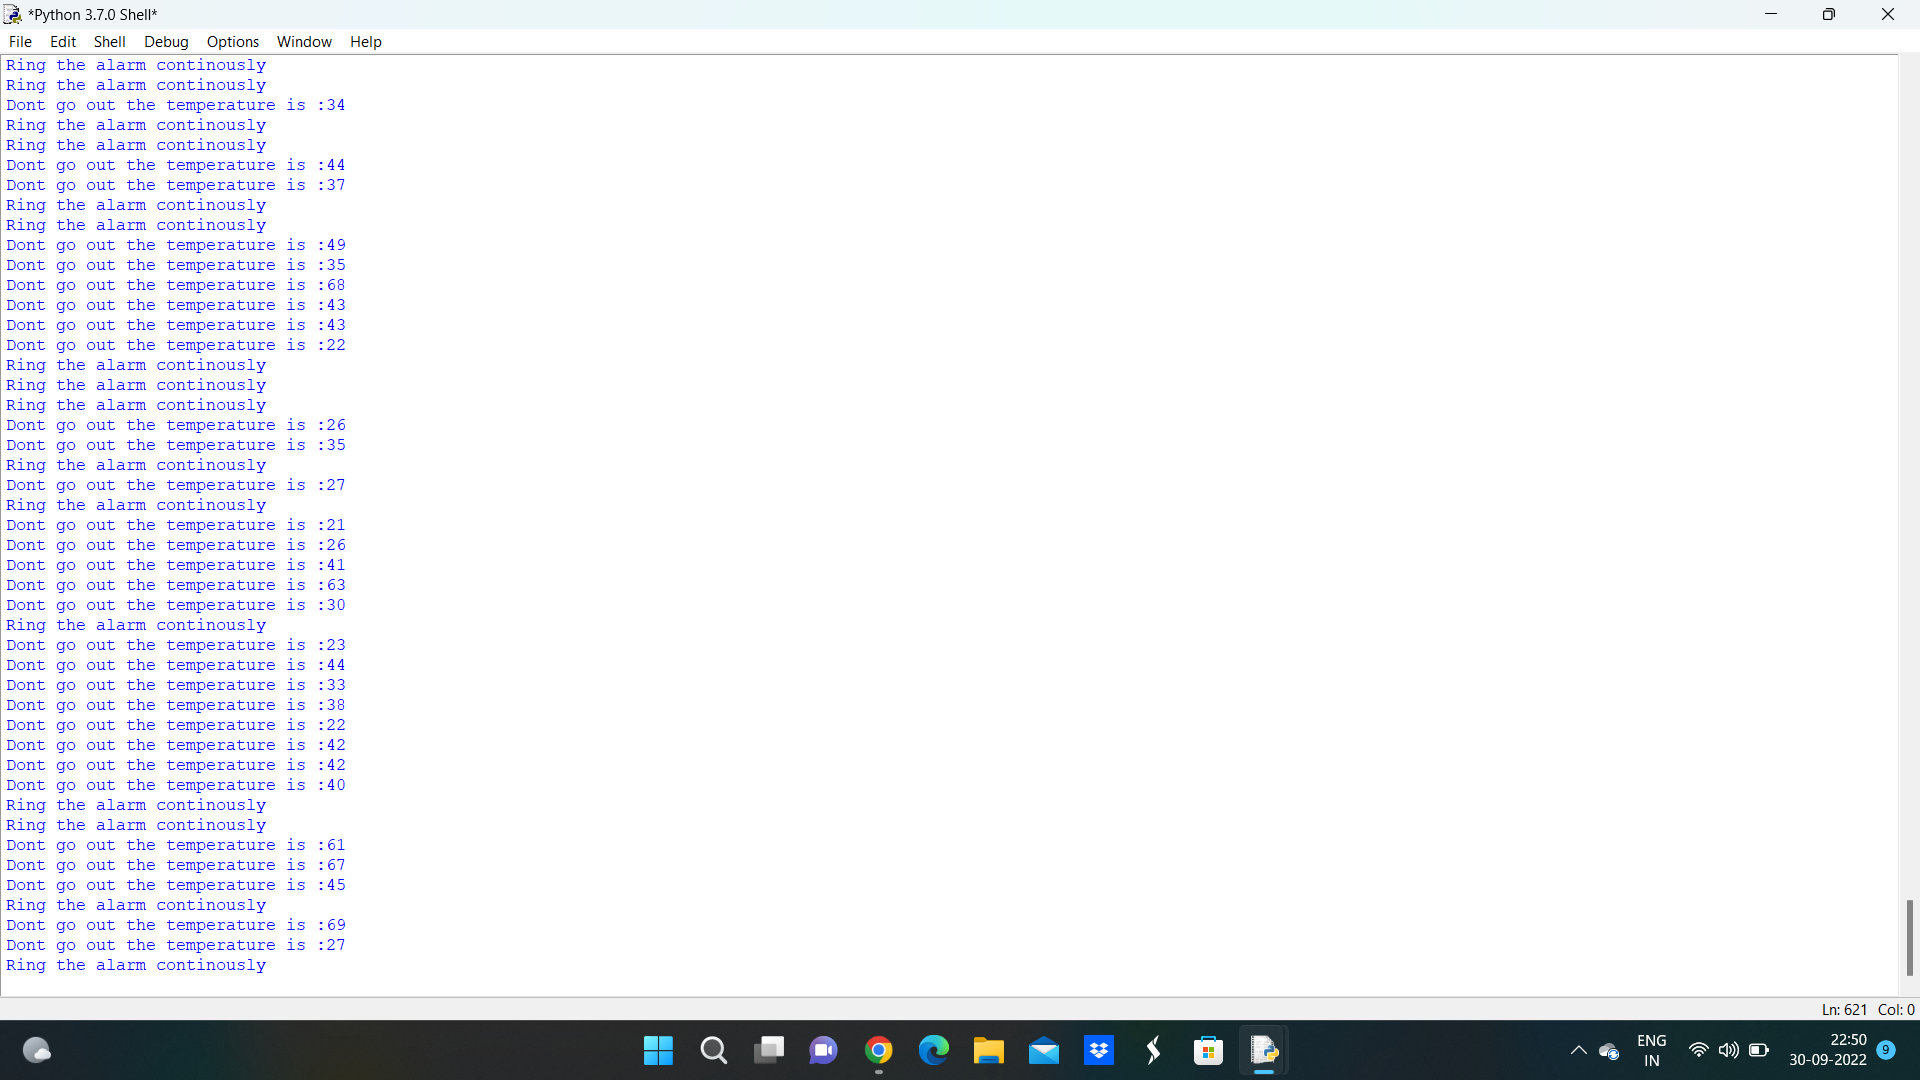 *Python 3.7.0 Shell*
File Edit Shell Debug Options Window Help
Ring the alarm continously
Ring the alarm continously
Dont go out the temperature is :34
Ring the alarm continously
Ring the alarm continously
Dont go out the temperature is :44
Dont go out the temperature is :37
Ring the alarm continously
Ring the alarm continously
Dont go out the temperature is :49
Dont go out the temperature is :35
Dont go out the temperature is :68
Dont go out the temperature is :43
Dont go out the temperature is :43
Dont go out the temperature is :22
Ring the alarm continously
Ring the alarm continously
Ring the alarm continously
Dont go out the temperature is :26
Dont go out the temperature is :35
Ring the alarm continously
Dont go out the temperature is :27
Ring the alarm continously
Dont go out the temperature is :21
Dont go out the temperature is :26
Dont go out the temperature is :41
Dont go out the temperature is :63
Dont go out the temperature is :30
Ring the alarm continously
Dont go out the temperature is :23
Dont go out the temperature is :44
Dont go out the temperature is :33
Dont go out the temperature is :38
Dont go out the temperature is :22
Dont go out the temperature is :42
Dont go out the temperature is :42
Dont go out the temperature is :40
Ring the alarm continously
Ring the alarm continously
Dont go out the temperature is :61
Dont go out the temperature is :67
Dont go out the temperature is :45
Ring the alarm continously
Dont go out the temperature is :69
Dont go out the temperature is :27
Ring the alarm continously
Ln: 621 Col: 0
ENG 22:50
IN 30-09-2022 9